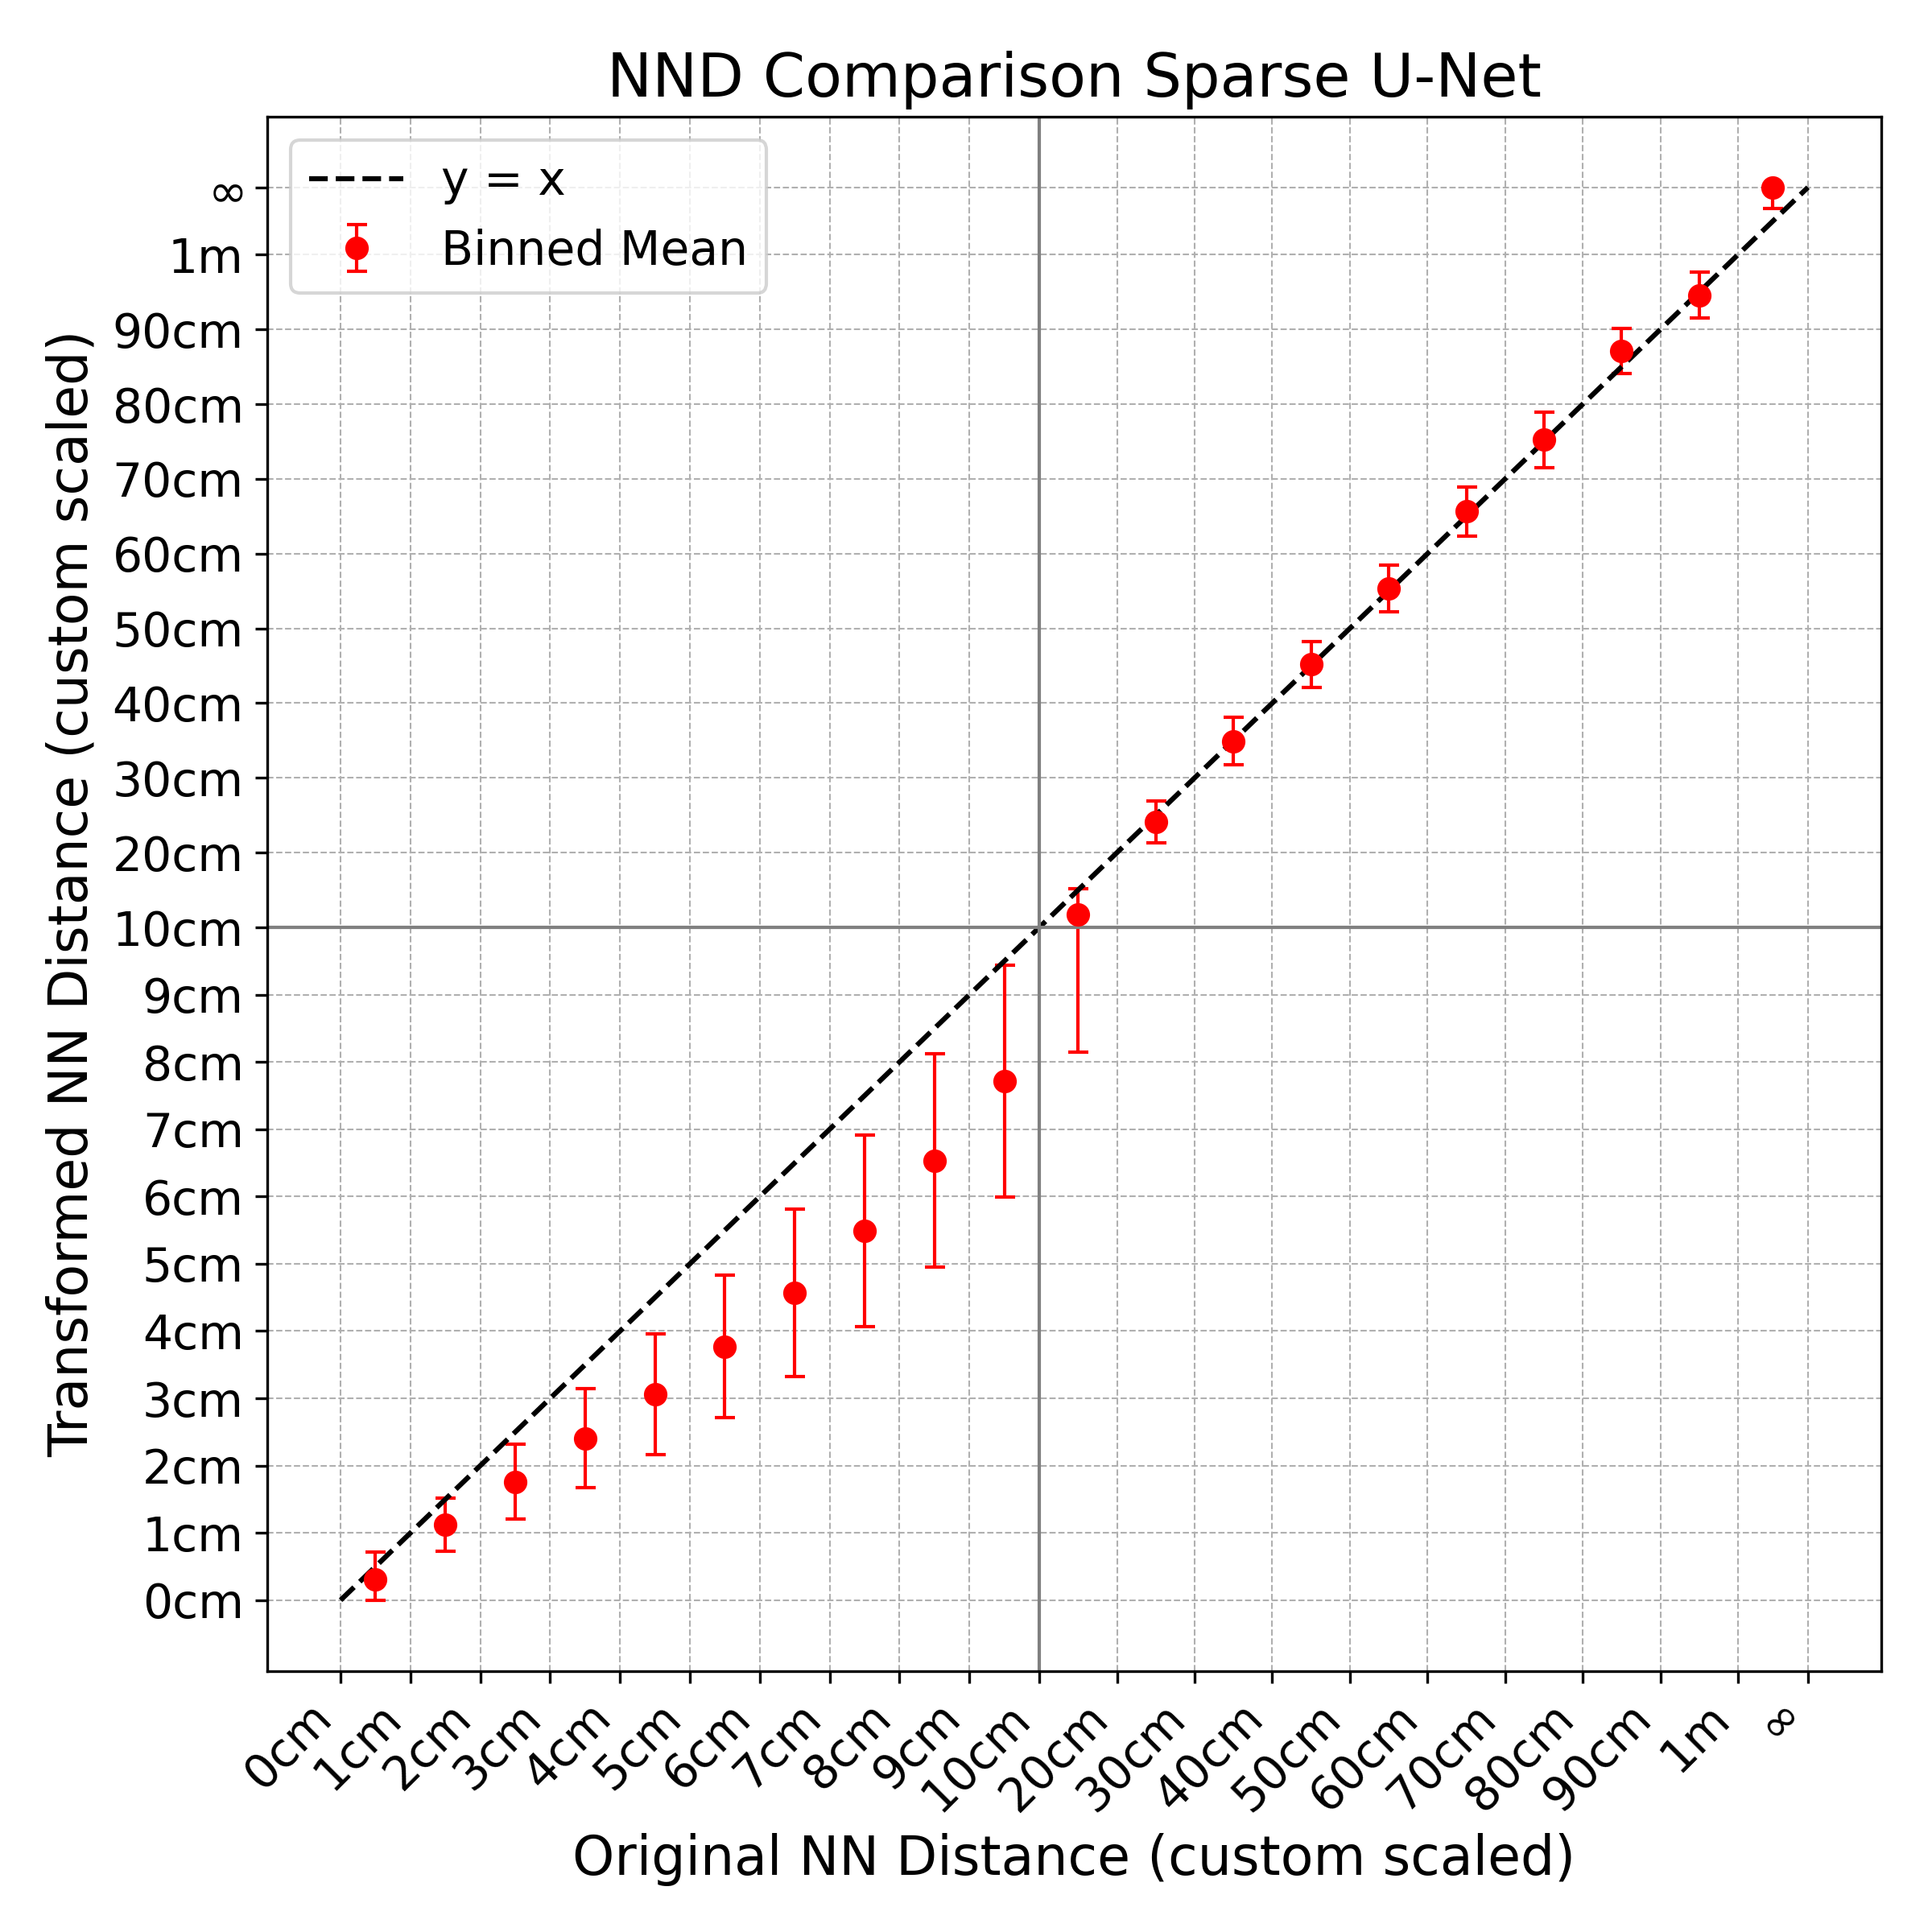 NND Comparison Sparse U-Net
y = x
Binned Mean
Transformed NN Distance (custom scaled)
∞
1m
90cm
80cm
70cm
60cm
50cm
40cm
30cm
20cm
10cm
9cm
8cm
7cm
6cm
5cm
4cm
3cm
2cm
1cm
0cm
0cm
1cm
2cm
3cm
4cm
5cm
6cm
7cm
8cm
9cm
10cm
20cm
30cm
40cm
50cm
60cm
70cm
80cm
90cm
1m
∞
Original NN Distance (custom scaled)